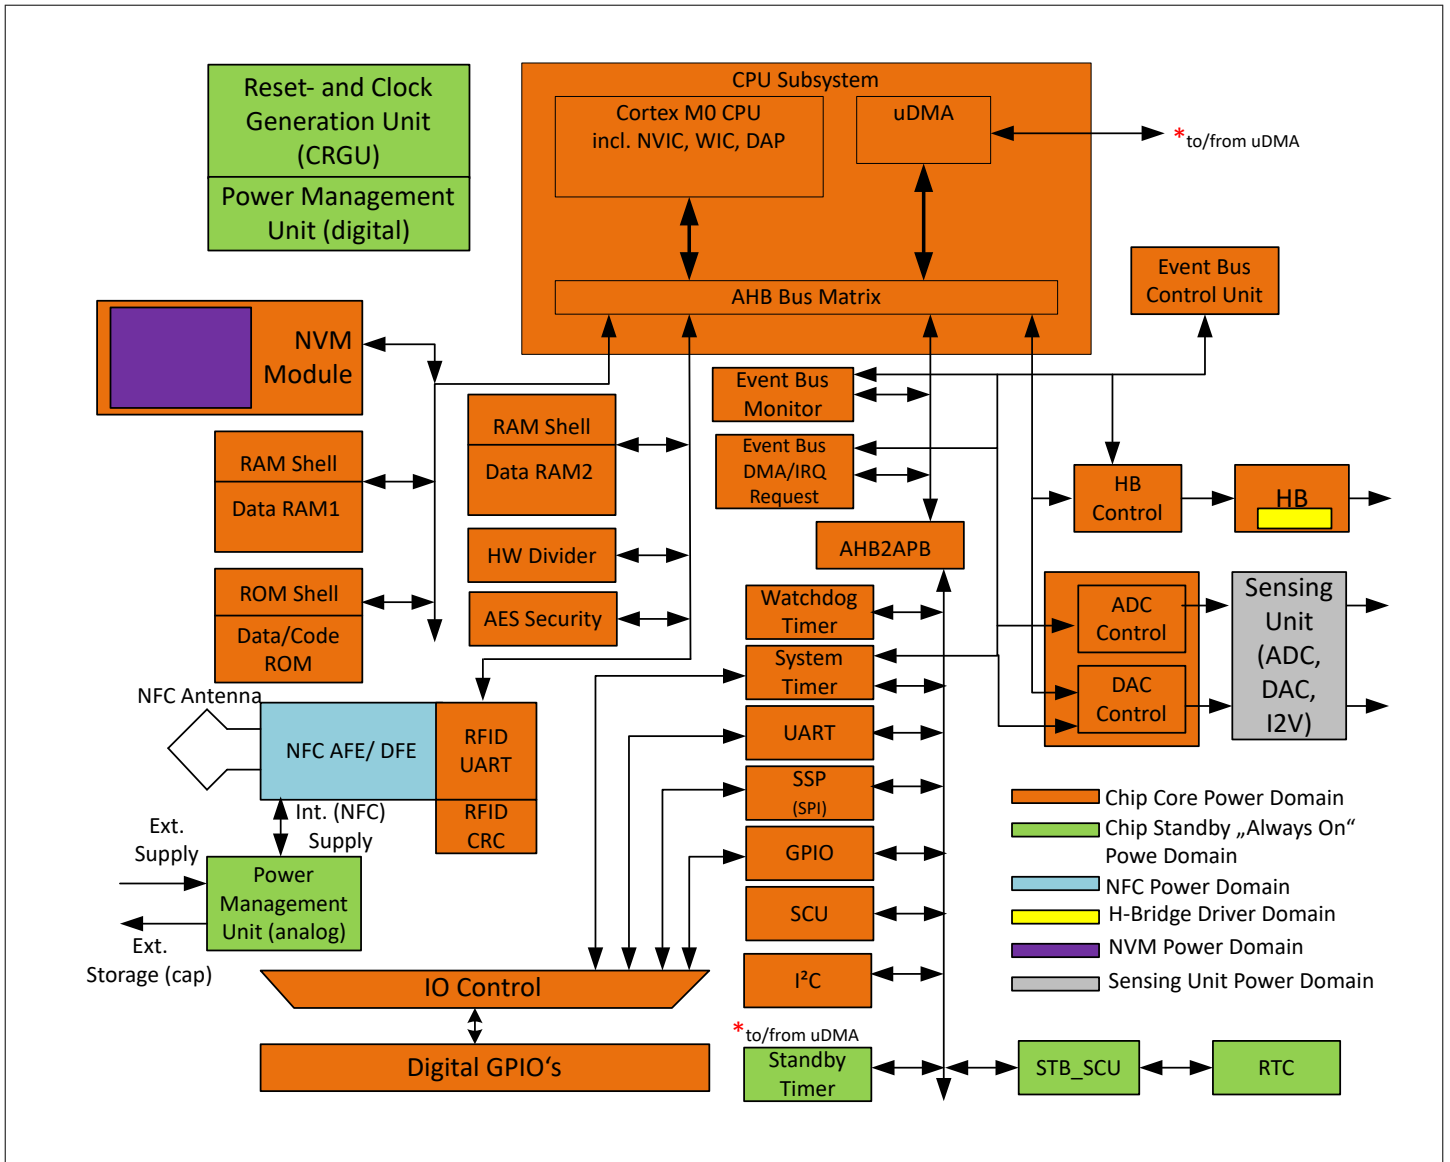 Reset- and Clock
Generation Unit
(CRGU)
Power Management
Unit (digital)
CPU Subsystem
Cortex M0 CPU
incl. NVIC, WIC, DAP
uDMA
*to/from uDMA
AHB Bus Matrix
Event Bus
Control Unit
NVM
Module
RAM Shell
Data RAM1
ROM Shell
Data/Code
ROM
RAM Shell
Data RAM2
HW Divider
AES Security
Event Bus
Monitor
Event Bus
DMA/IRQ
Request
AHB2APB
HB
Control
HB
ADC
Control
DAC
Control
Sensing
Unit
(ADC,
DAC,
I2V)
Watchdog
Timer
System
Timer
UART
SSP
(SPI)
GPIO
SCU
I²C
*to/from uDMA
Standby
Timer
STB_SCU
RTC
NFC Antenna
NFC AFE/ DFE
RFID
UART
RFID
CRC
Int. (NFC)
Supply
Ext.
Supply
Power
Management
Unit (analog)
Ext.
Storage (cap)
IO Control
Digital GPIO‘s
Chip Core Power Domain
Chip Standby „Always On“
Powe Domain
NFC Power Domain
H-Bridge Driver Domain
NVM Power Domain
Sensing Unit Power Domain